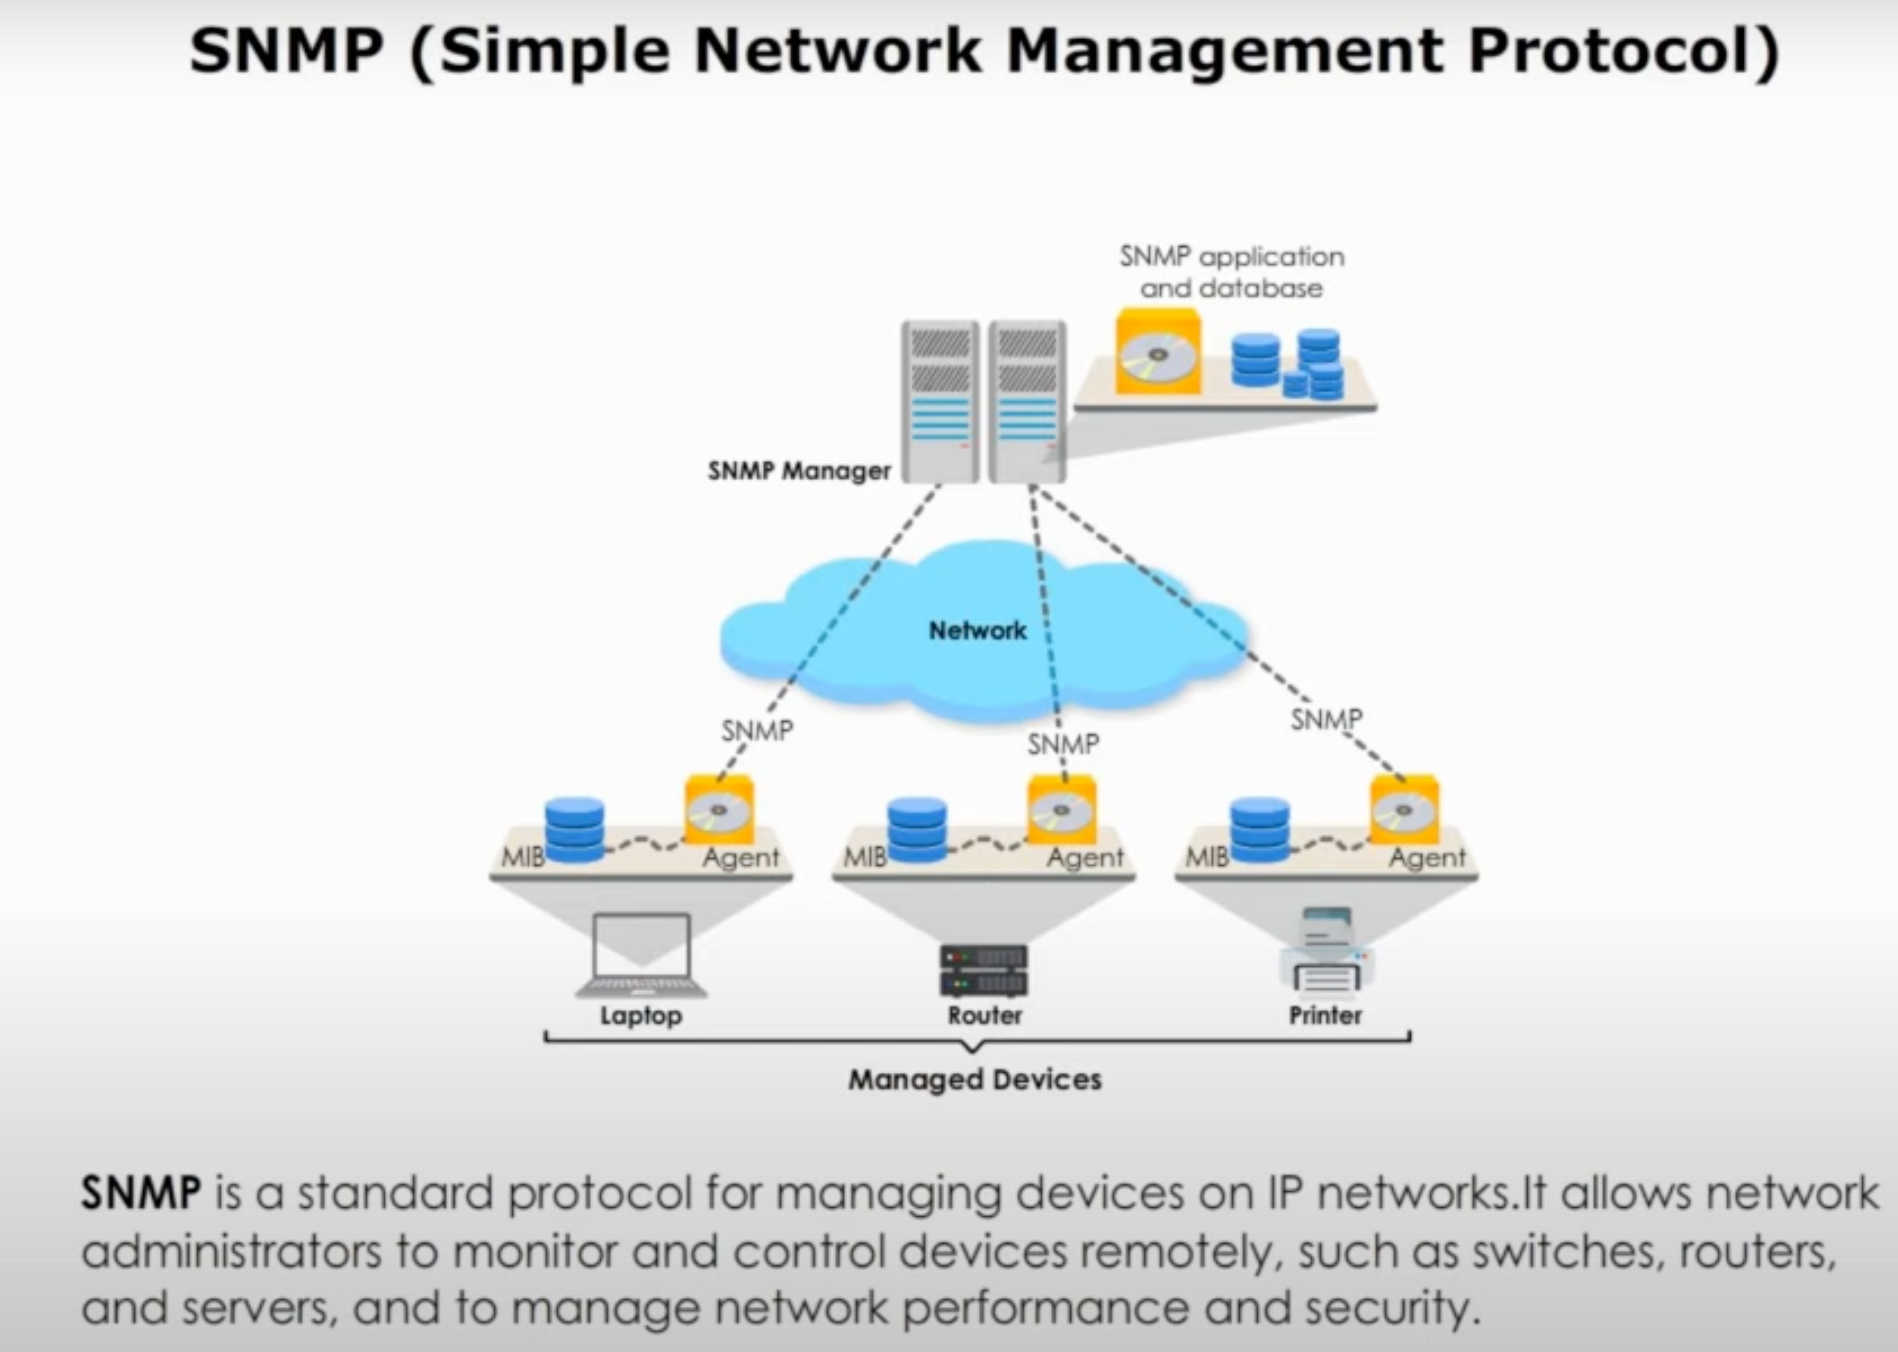 SNMP (Simple Network Management Protocol)
SNMP application
and database
SNMP Manager
Network
SNMP
SNMP
SNMP
MIB
Agent
MIB
Agent
MIB
Agent
Laptop
Router
Printer
Managed Devices
SNMP is a standard protocol for managing devices on IP networks.It allows network
administrators to monitor and control devices remotely, such as switches, routers,
and servers, and to manage network performance and security.